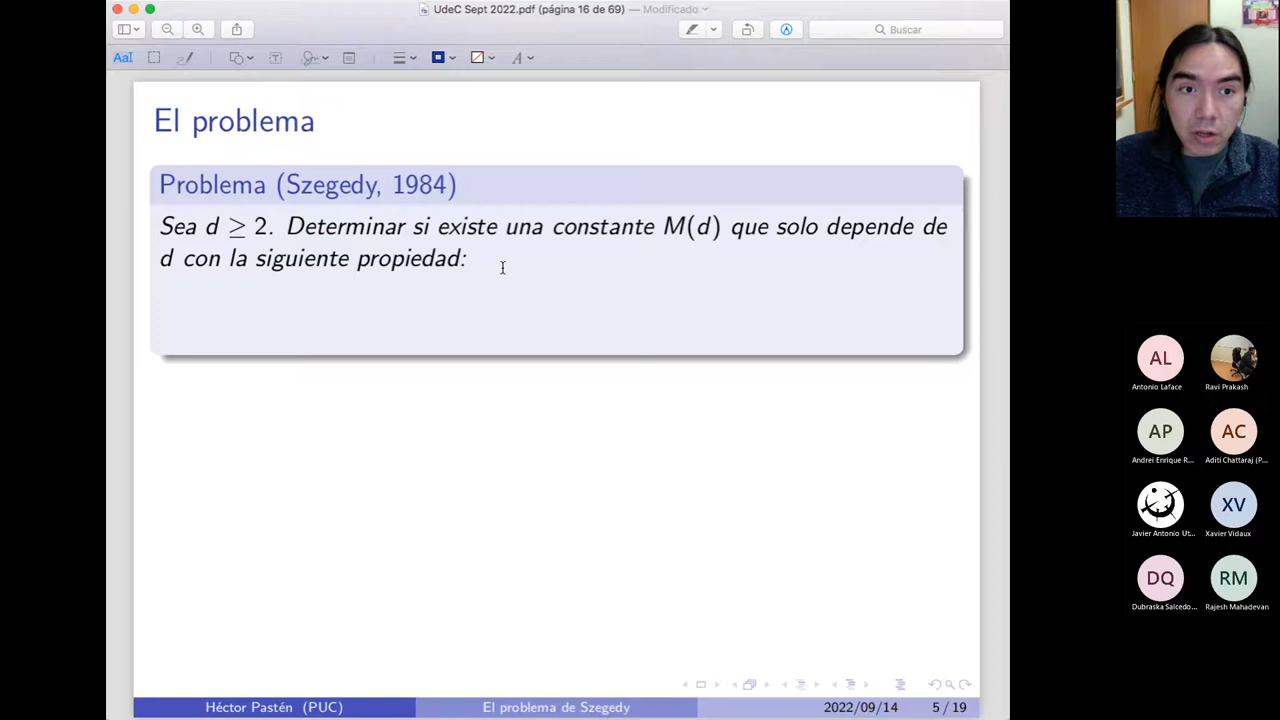 UdeC Sept 2022.pdf (página 16 de 69) — Modificado
Buscar
AaI
T
A
El problema
Problema (Szegedy, 1984)
Sea d ≥ 2. Determinar si existe una constante M(d) que solo depende de
d con la siguiente propiedad:
Héctor Pastén (PUC)
El problema de Szegedy
2022/09/14
5 / 19
AL
Antonio Laface
Ravi Prakash
AP
Andrei Enrique R...
AC
Aditi Chattaraj (P...
Javier Antonio Ut...
XV
Xavier Vidaux
DQ
Dubraska Salcedo...
RM
Rajesh Mahadevan